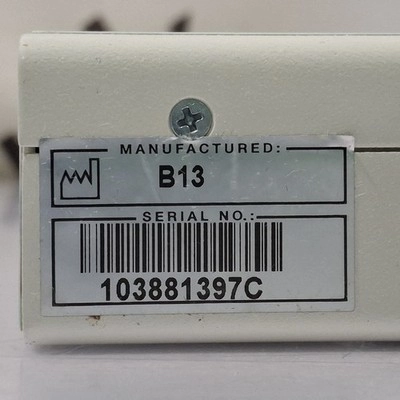 MANUFACTURED:
B13
SERIAL NO.:
103881397C